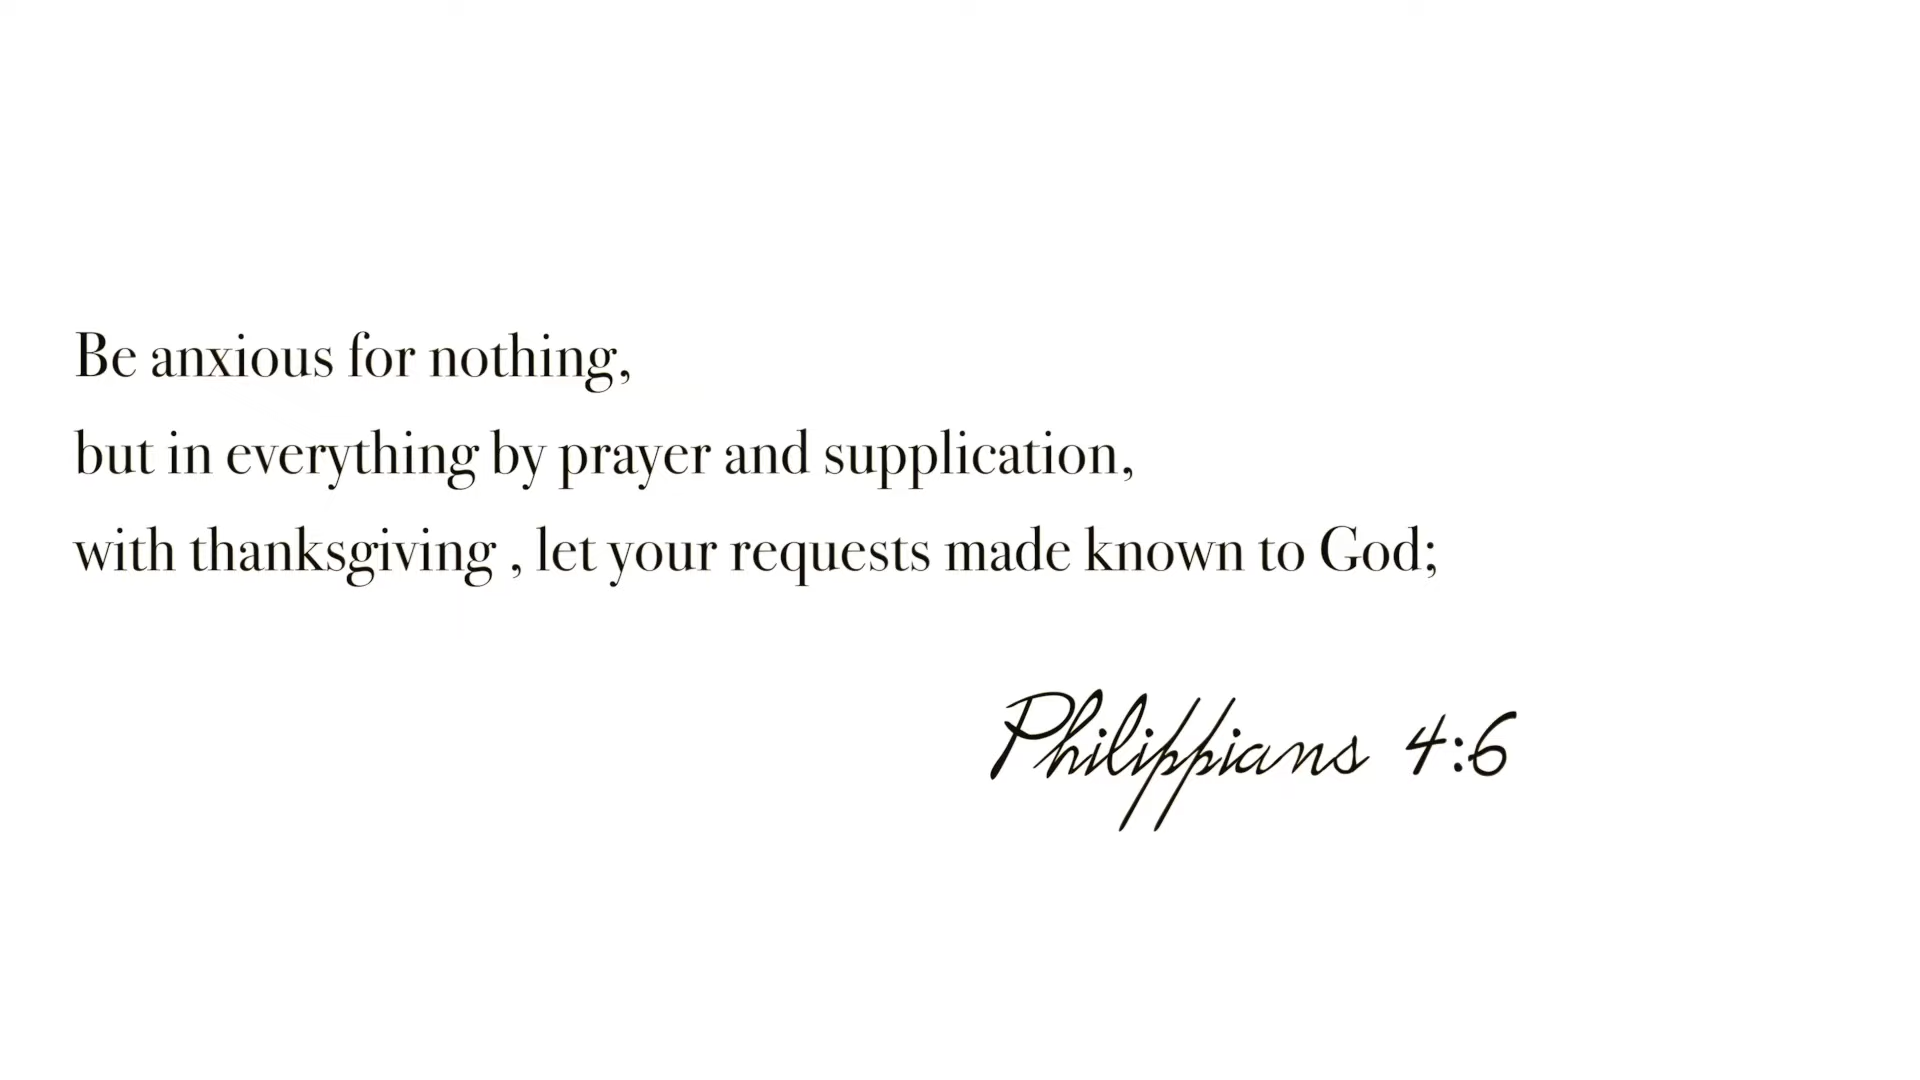 Be anxious for nothing,
but in everything by prayer and supplication,
with thanksgiving , let your requests made known to God;
Philippians 4:6